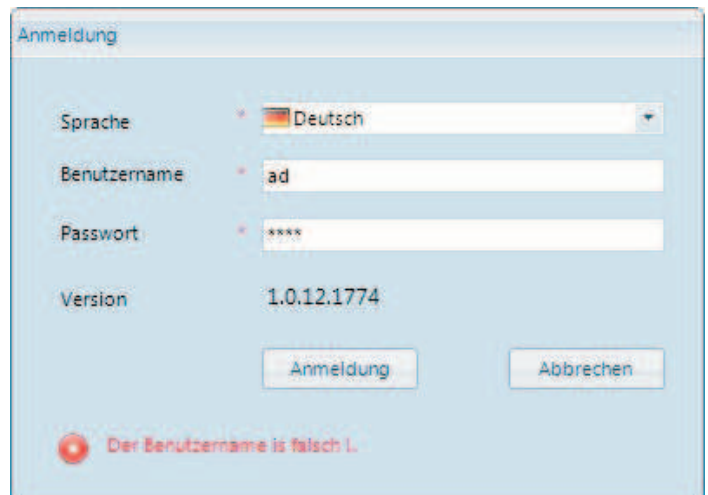 Anmeldung
Sprache * Deutsch
Benutzername * ad
Passwort * ****
Version 1.0.12.1774
Anmeldung Abbrechen
Der Benutzername is falsch !.